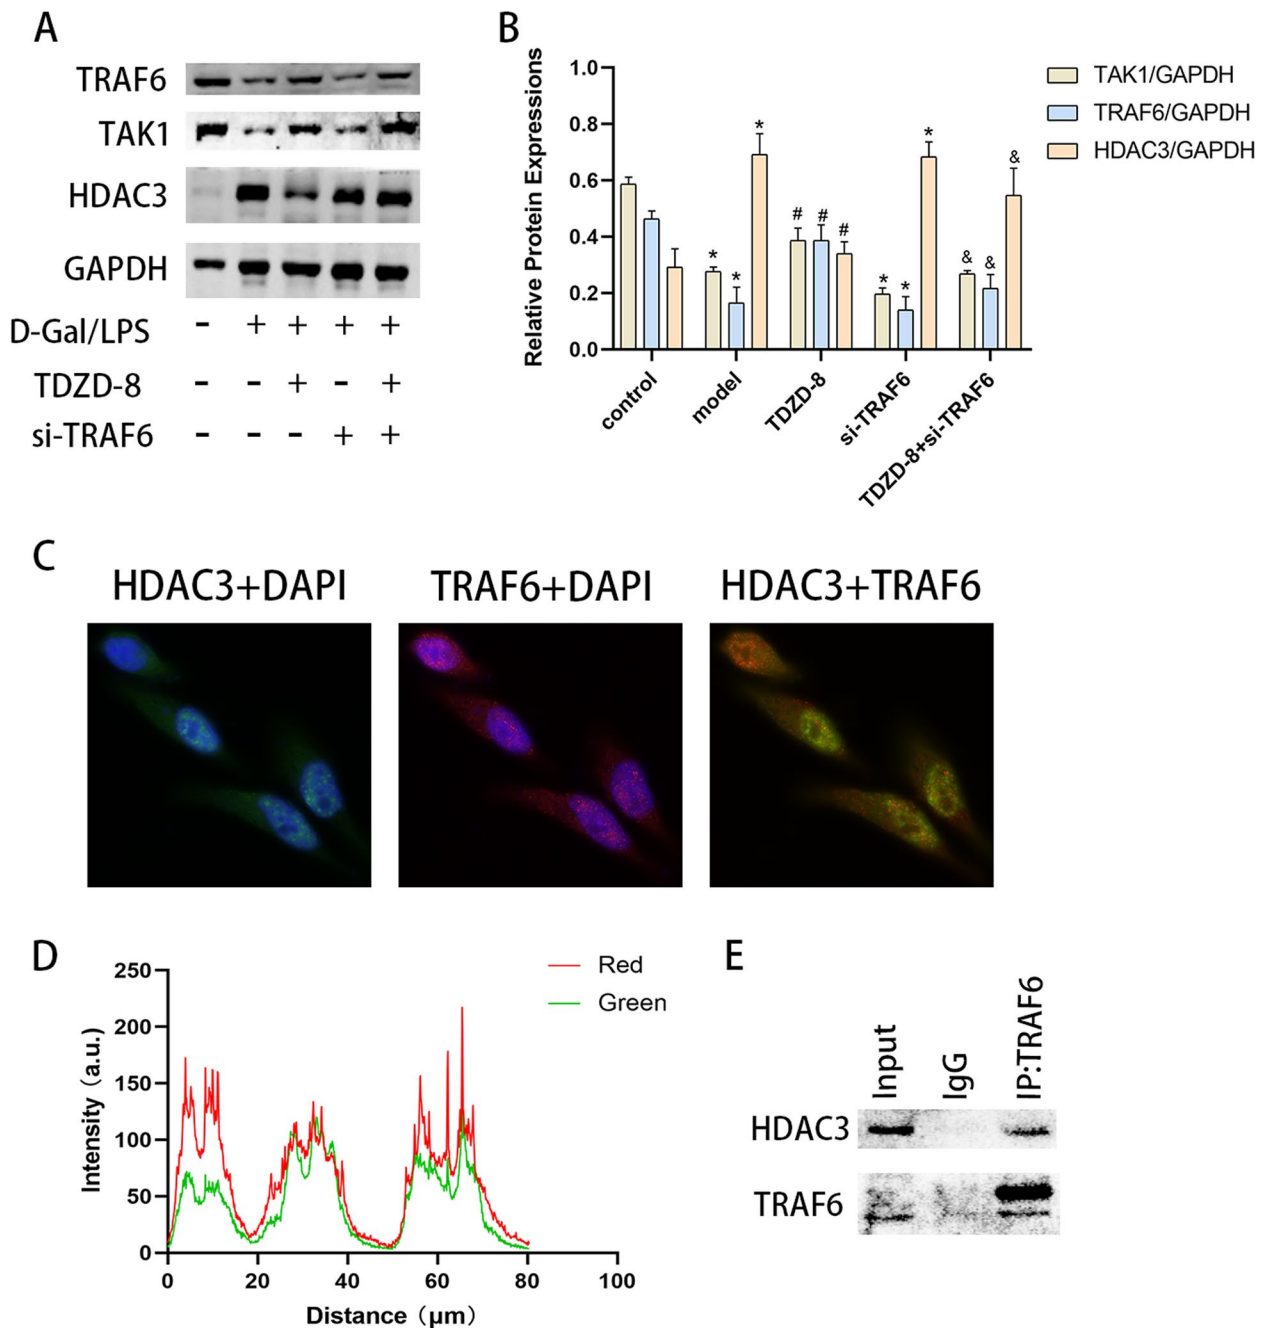 A
TRAF6
TAK1
HDAC3
GAPDH
D-Gal/LPS - + + + +
TDZD-8 - - + - +
si-TRAF6 - - - + +
B
Relative Protein Expressions
1.0
0.8
0.6
0.4
0.2
0.0
* * *
# # #
* * *
& & &
control
model
TDZD-8
si-TRAF6
TDZD-8+si-TRAF6
TAK1/GAPDH
TRAF6/GAPDH
HDAC3/GAPDH
C
HDAC3+DAPI TRAF6+DAPI HDAC3+TRAF6
D
Intensity (a.u.)
250
200
150
100
50
0
0 20 40 60 80 100
Distance (μm)
Red
Green
E
Input IgG IP:TRAF6
HDAC3
TRAF6